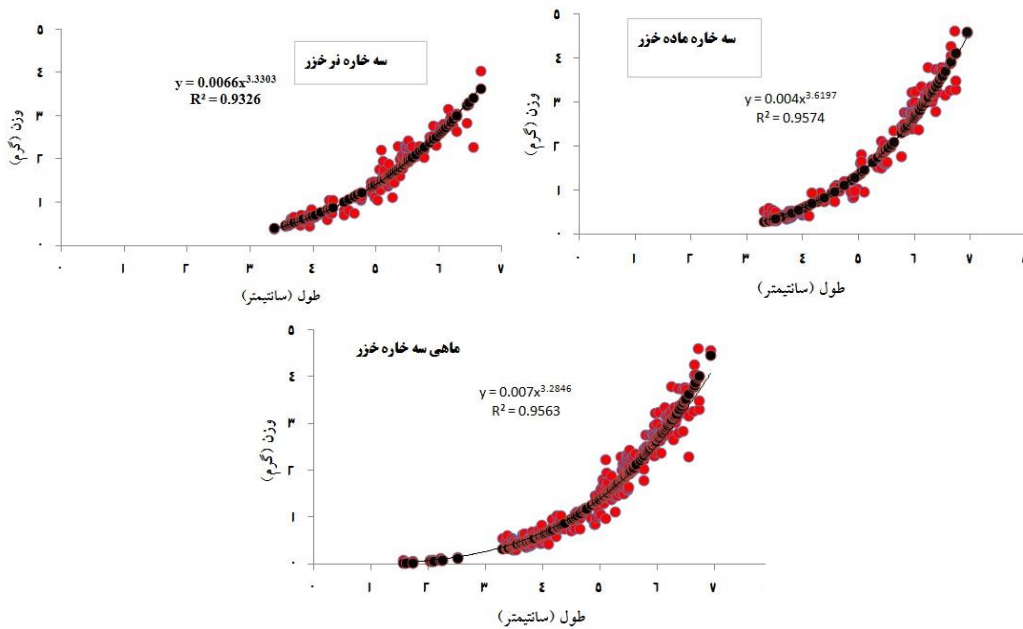 سه خاره نر خزر
y = 0.0066x^3.3303
R² = 0.9326
وزن (گرم)
۵
۴
۳
۲
۱
۰
۰ ۱ ۲ ۳ ۴ ۵ ۶ ۷
طول (سانتیمتر)
سه خاره ماده خزر
y = 0.004x^3.6197
R² = 0.9574
وزن (گرم)
۵
۴
۳
۲
۱
۰
۰ ۱ ۲ ۳ ۴ ۵ ۶ ۷ ۸
طول (سانتیمتر)
ماهی سه خاره خزر
y = 0.007x^3.2846
R² = 0.9563
وزن (گرم)
۵
۴
۳
۲
۱
۰
۰ ۱ ۲ ۳ ۴ ۵ ۶ ۷
طول (سانتیمتر)